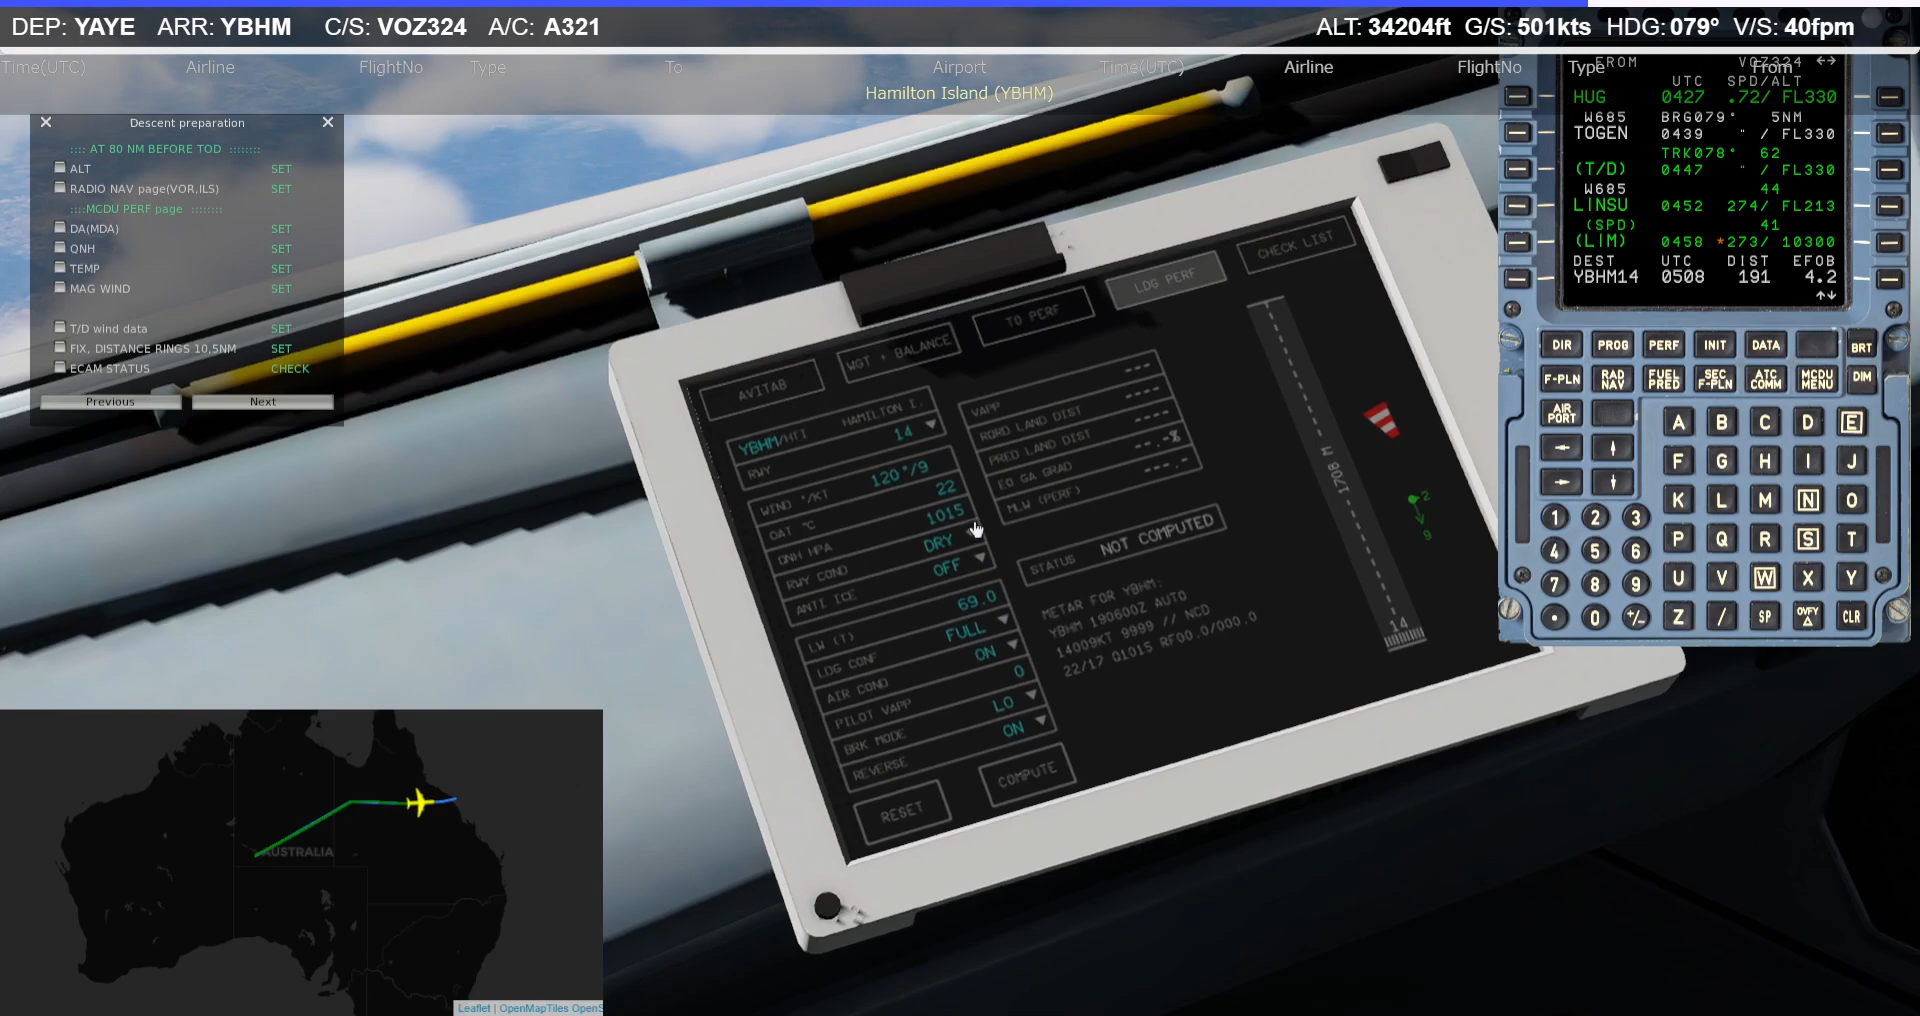 DEP: YAYE ARR: YBHM C/S: VOZ324 A/C: A321 ALT: 34204ft G/S: 501kts HDG: 079° V/S: 40fpm
Time(UTC) Airline FlightNo Type To Airport Time(UTC) Airline FlightNo Type From
Hamilton Island (YBHM)
Descent preparation
:::: AT 80 NM BEFORE TOD ::::::::
ALT SET
RADIO NAV page(VOR,ILS) SET
::::MCDU PERF page ::::::::
DA(MDA) SET
QNH SET
TEMP SET
MAG WIND SET
T/D wind data SET
FIX, DISTANCE RINGS 10,5NM SET
ECAM STATUS CHECK
Previous Next
AVITAB
WGT + BALANCE
TO PERF
LDG PERF
CHECK LIST
YBHM/HTI HAMILTON I.
RWY 14
WIND °/KT 120°/9
OAT °C 22
QNH HPA 1015
RWY COND DRY
ANTI ICE OFF
LW (T) 69.0
LDG CONF FULL
AIR COND ON
PILOT VAPP 0
BRK MODE LO
REVERSE ON
RESET
COMPUTE
VAPP ---
RQRD LAND DIST ----
PRED LAND DIST ----
EO GA GRAD --.-%
MLW (PERF) ---.-
STATUS NOT COMPUTED
METAR FOR YBHM:
YBHM 190600Z AUTO
14009KT 9999 // NCD
22/17 Q1015 RF00.0/000.0
1708 M
14
2
9
FROM VOZ324 ↔
UTC SPD/ALT
HUG 0427 .72/ FL330
W685 BRG079° 5NM
TOGEN 0439 " / FL330
TRK078° 62
(T/D) 0447 " / FL330
W685 44
LINSU 0452 274/ FL213
(SPD) 41
(LIM) 0458 *273/ 10300
DEST UTC DIST EFOB
YBHM14 0508 191 4.2
↑↓
DIR PROG PERF INIT DATA BRT
F-PLN RAD NAV FUEL PRED SEC F-PLN ATC COMM MCDU MENU DIM
AIR PORT
← ↑
→ ↓
A B C D E
F G H I J
K L M N O
P Q R S T
U V W X Y
Z / SP OVFY Δ CLR
1 2 3
4 5 6
7 8 9
. 0 +/-
AUSTRALIA
Leaflet | OpenMapTiles OpenS